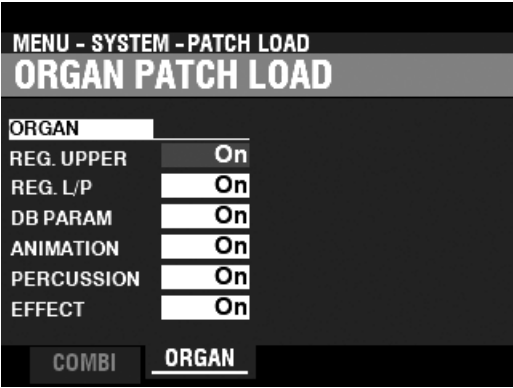 MENU - SYSTEM - PATCH LOAD
ORGAN PATCH LOAD
ORGAN
REG. UPPER On
REG. L/P On
DB PARAM On
ANIMATION On
PERCUSSION On
EFFECT On
COMBI ORGAN